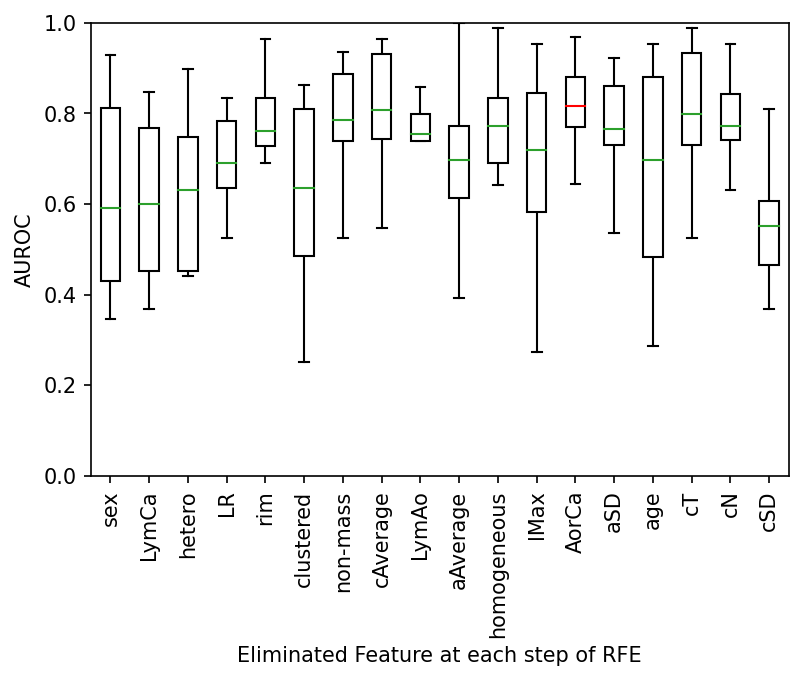 1.0
0.8
0.6
0.4
0.2
0.0
AUROC
sex
LymCa
hetero
LR
rim
clustered
non-mass
cAverage
LymAo
aAverage
homogeneous
IMax
AorCa
aSD
age
cT
cN
cSD
Eliminated Feature at each step of RFE